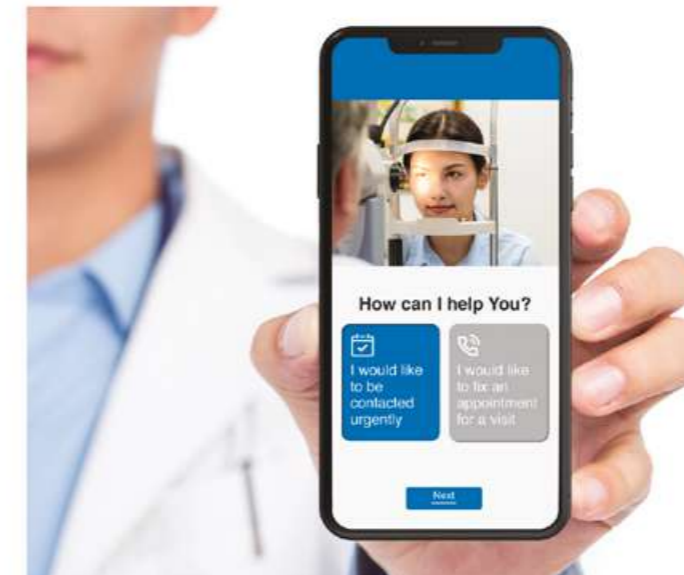 How can I help You?
I would like
to be
contacted
urgently
I would like
to fix an
appointment
for a visit
Next